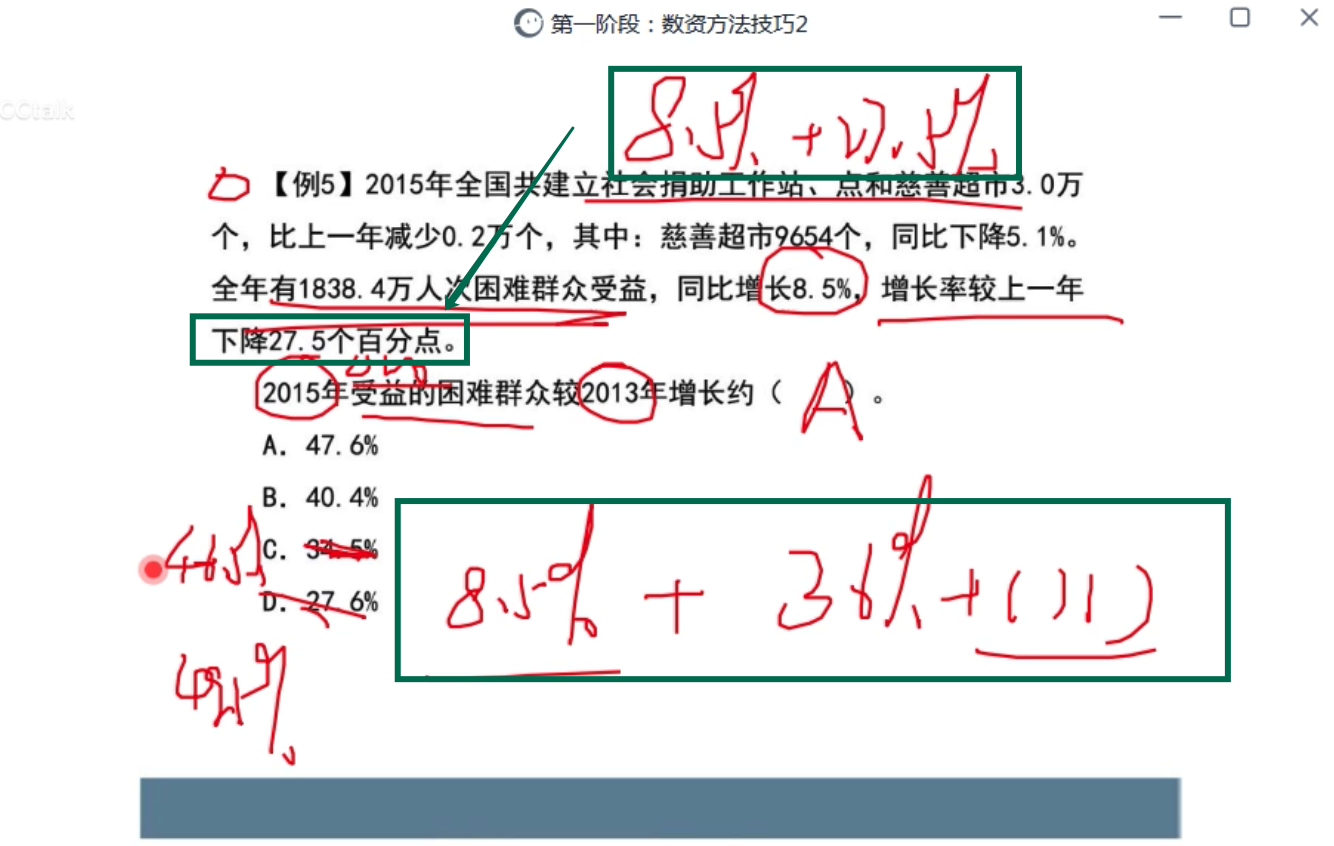 第一阶段：数资方法技巧2
CCtalk
8.5% + 27.5%
【例5】2015年全国共建立社会捐助工作站、点和慈善超市3.0万
个，比上一年减少0.2万个，其中：慈善超市9654个，同比下降5.1%。
全年有1838.4万人次困难群众受益，同比增长8.5%，增长率较上一年
下降27.5个百分点。
2015年受益的困难群众较2013年增长约（ A ）。
A. 47.6%
B. 40.4%
C. 34.5%
D. 27.6%
8.5% + 36% + ( )